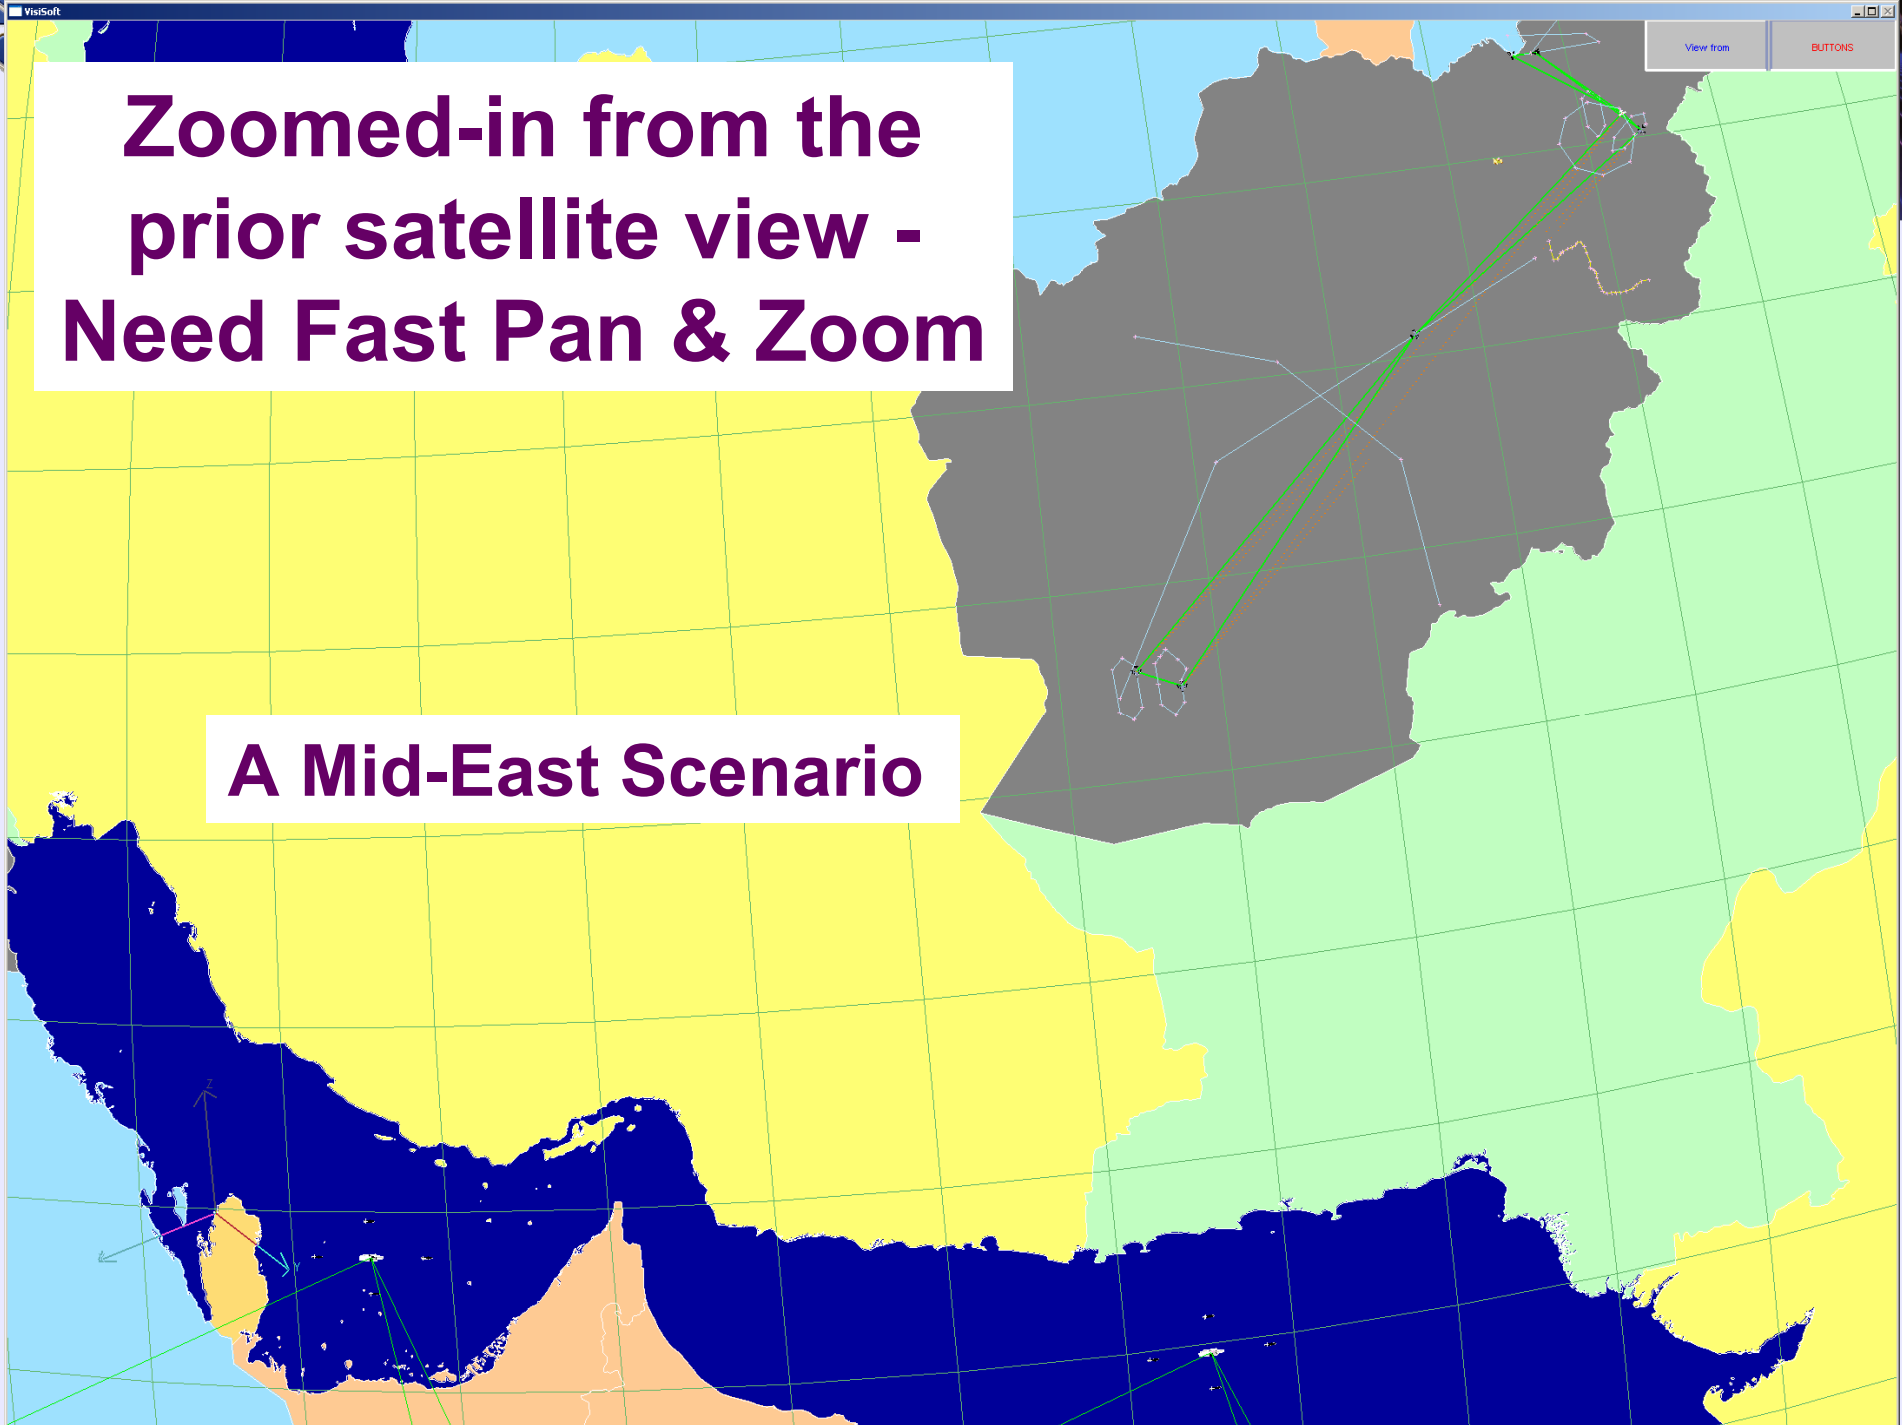 VisiSoft
View from
BUTTONS
Zoomed-in from the
prior satellite view -
Need Fast Pan & Zoom
A Mid-East Scenario
Z
Y